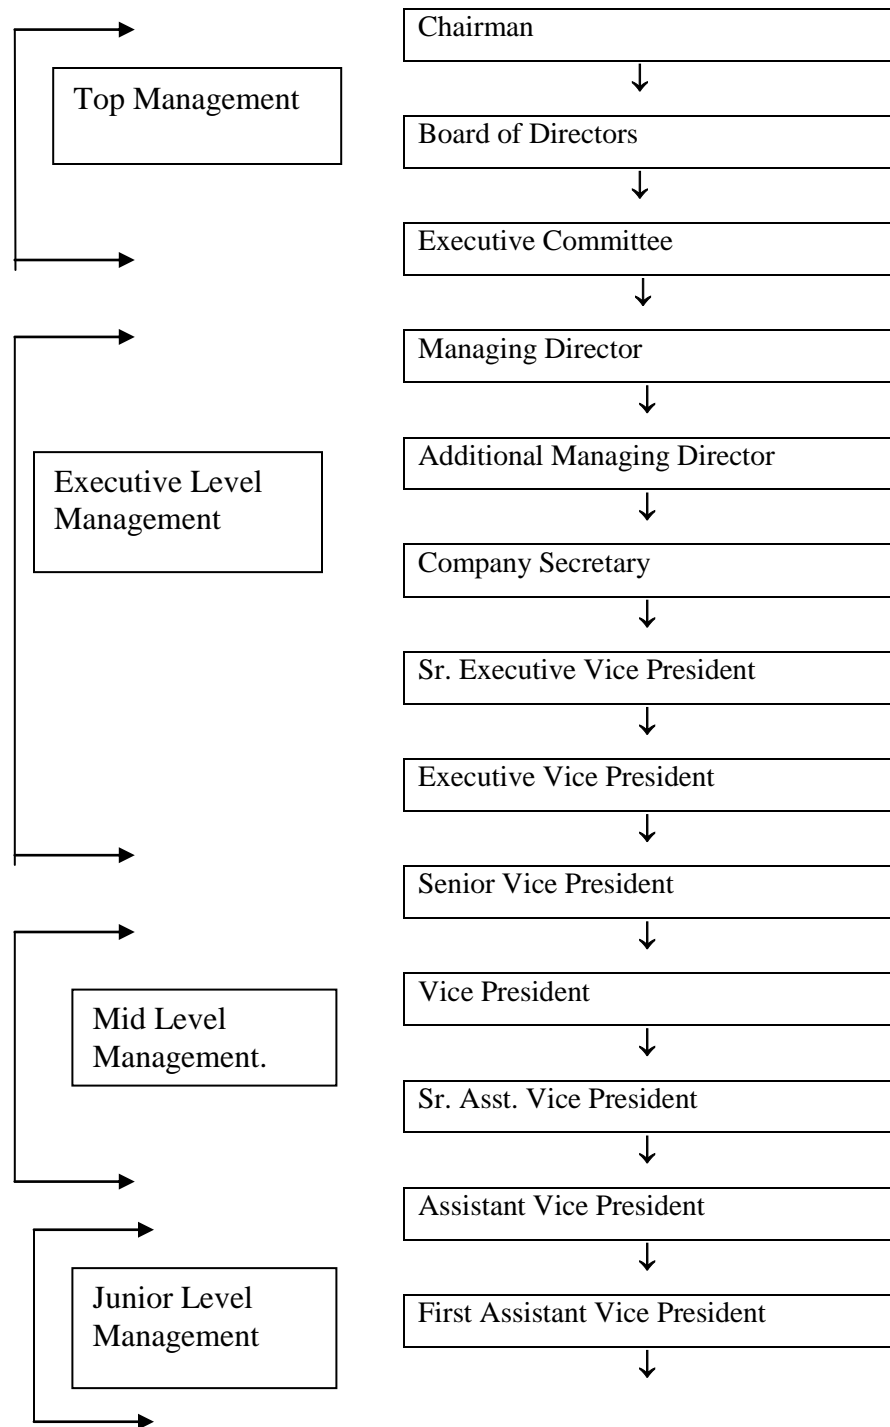 Chairman
Top Management
Board of Directors
Executive Committee
Managing Director
Additional Managing Director
Executive Level
Management
Company Secretary
Sr. Executive Vice President
Executive Vice President
Senior Vice President
Vice President
Mid Level
Management.
Sr. Asst. Vice President
Assistant Vice President
Junior Level
Management
First Assistant Vice President